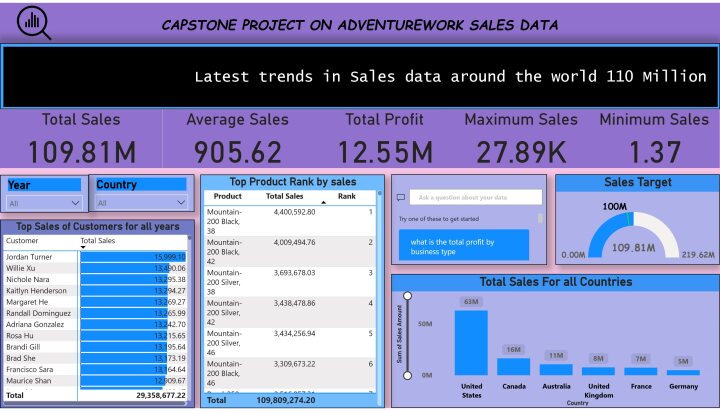 CAPSTONE PROJECT ON ADVENTUREWORK SALES DATA
Latest trends in Sales data around the world 110 Million
Total Sales
109.81M
Average Sales
905.62
Total Profit
12.55M
Maximum Sales
27.89K
Minimum Sales
1.37
Year
All
Country
All
Top Sales of Customers for all years
Customer Total Sales
Jordan Turner 15,999.10
Willie Xu 13,490.06
Nichole Nara 13,295.38
Kaitlyn Henderson 13,294.27
Margaret He 13,269.27
Randall Dominguez 13,265.99
Adriana Gonzalez 13,242.70
Rosa Hu 13,215.65
Brandi Gill 13,195.64
Brad She 13,173.19
Francisco Sara 13,164.64
Maurice Shan 12,909.67
Total 29,358,677.22
Top Product Rank by sales
Product Total Sales Rank
Mountain-
200 Black,
38
4,400,592.80 1
Mountain-
200 Black,
42
4,009,494.76 2
Mountain-
200 Silver,
38
3,693,678.03 3
Mountain-
200 Silver,
42
3,438,478.86 4
Mountain-
200 Silver,
46
3,434,256.94 5
Mountain-
200 Black,
46
3,309,673.22 6
Total 109,809,274.20
Ask a question about your data
Try one of these to get started
what is the total profit by
business type
Sales Target
100M
0.00M
109.81M
219.62M
Total Sales For all Countries
Sum of Sales Amount
50M
0M
63M
16M
11M
8M
7M
5M
United
States
Canada
Australia
United
Kingdom
France
Germany
Country